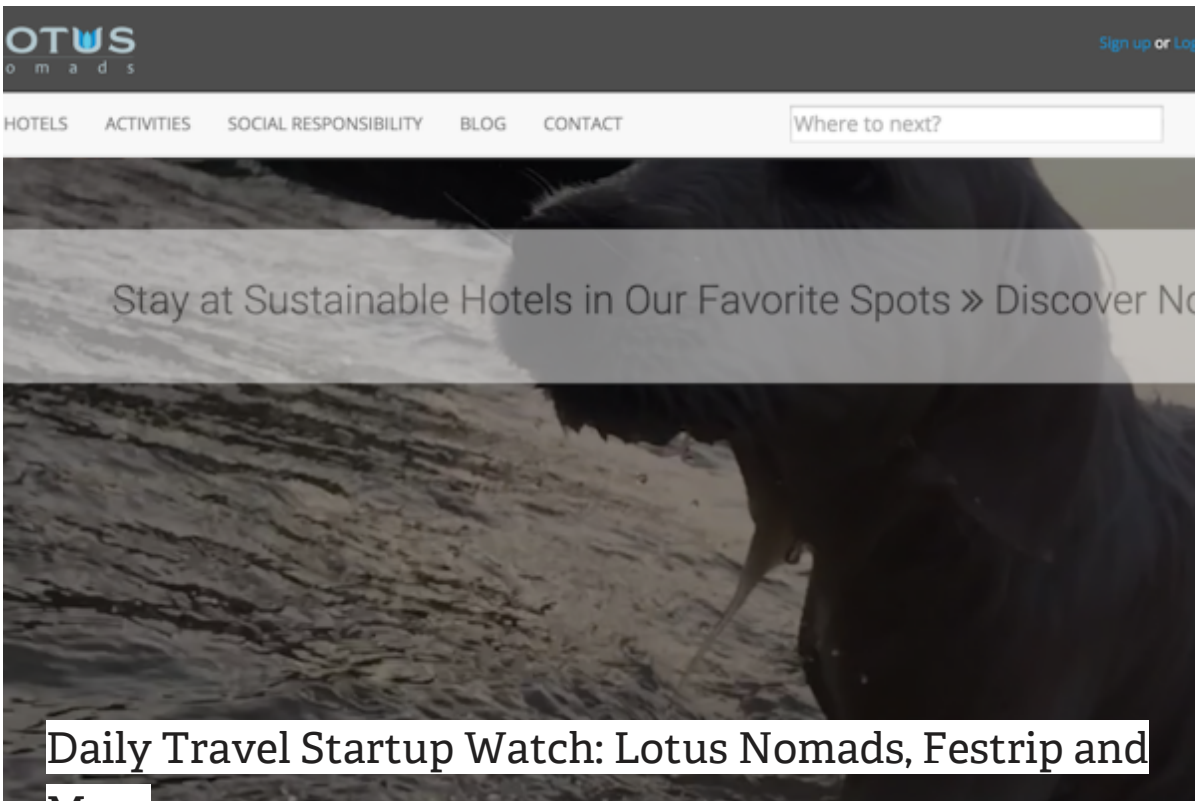 OTUS
omads
Sign up or Log
HOTELS ACTIVITIES SOCIAL RESPONSIBILITY BLOG CONTACT Where to next?
Stay at Sustainable Hotels in Our Favorite Spots » Discover No
Daily Travel Startup Watch: Lotus Nomads, Festrip and